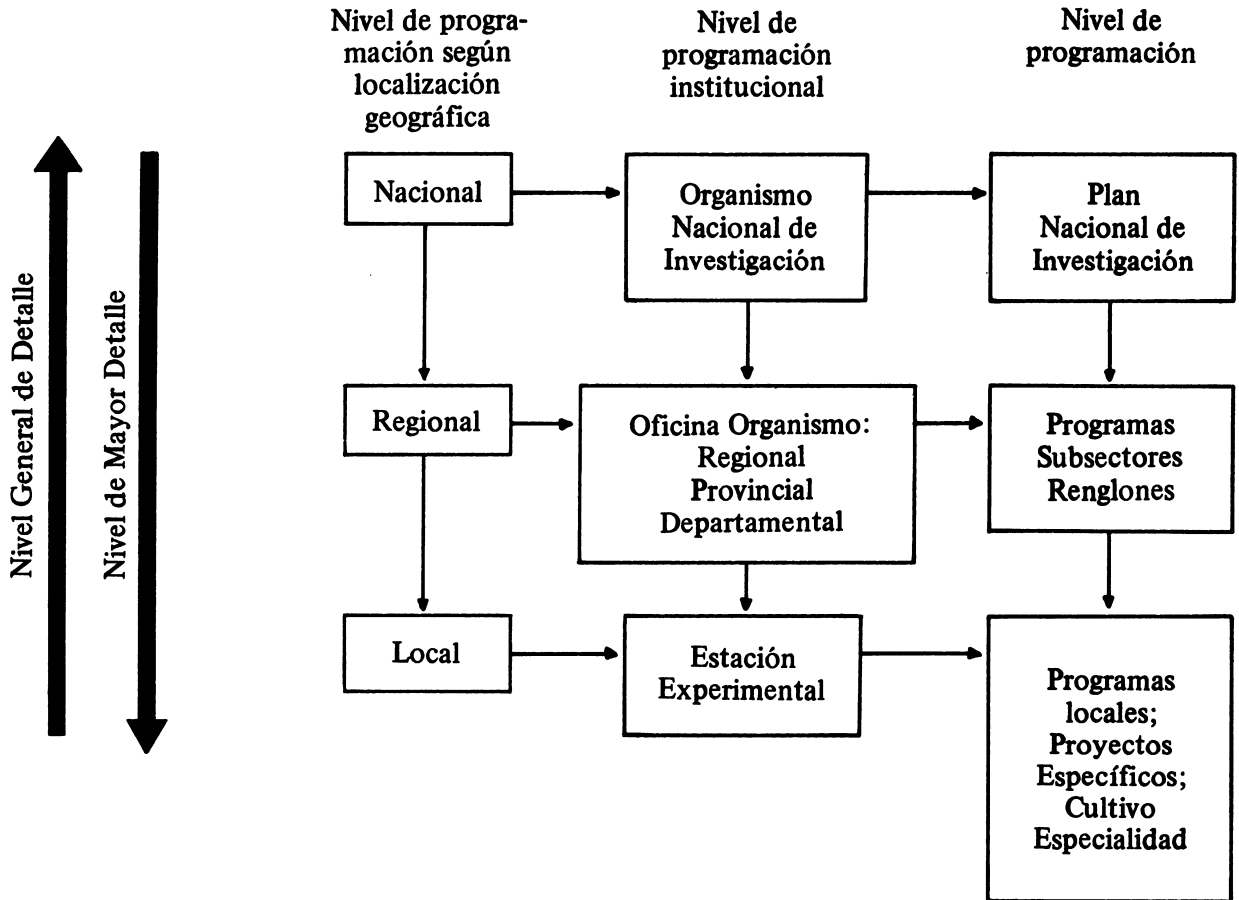 Nivel de progra-
mación según
localización
geográfica
Nivel de
programación
institucional
Nivel de
programación
Nivel General de Detalle
Nivel de Mayor Detalle
Nacional
Organismo
Nacional de
Investigación
Plan
Nacional de
Investigación
Regional
Oficina Organismo:
Regional
Provincial
Departamental
Programas
Subsectores
Renglones
Local
Estación
Experimental
Programas
locales;
Proyectos
Específicos;
Cultivo
Especialidad